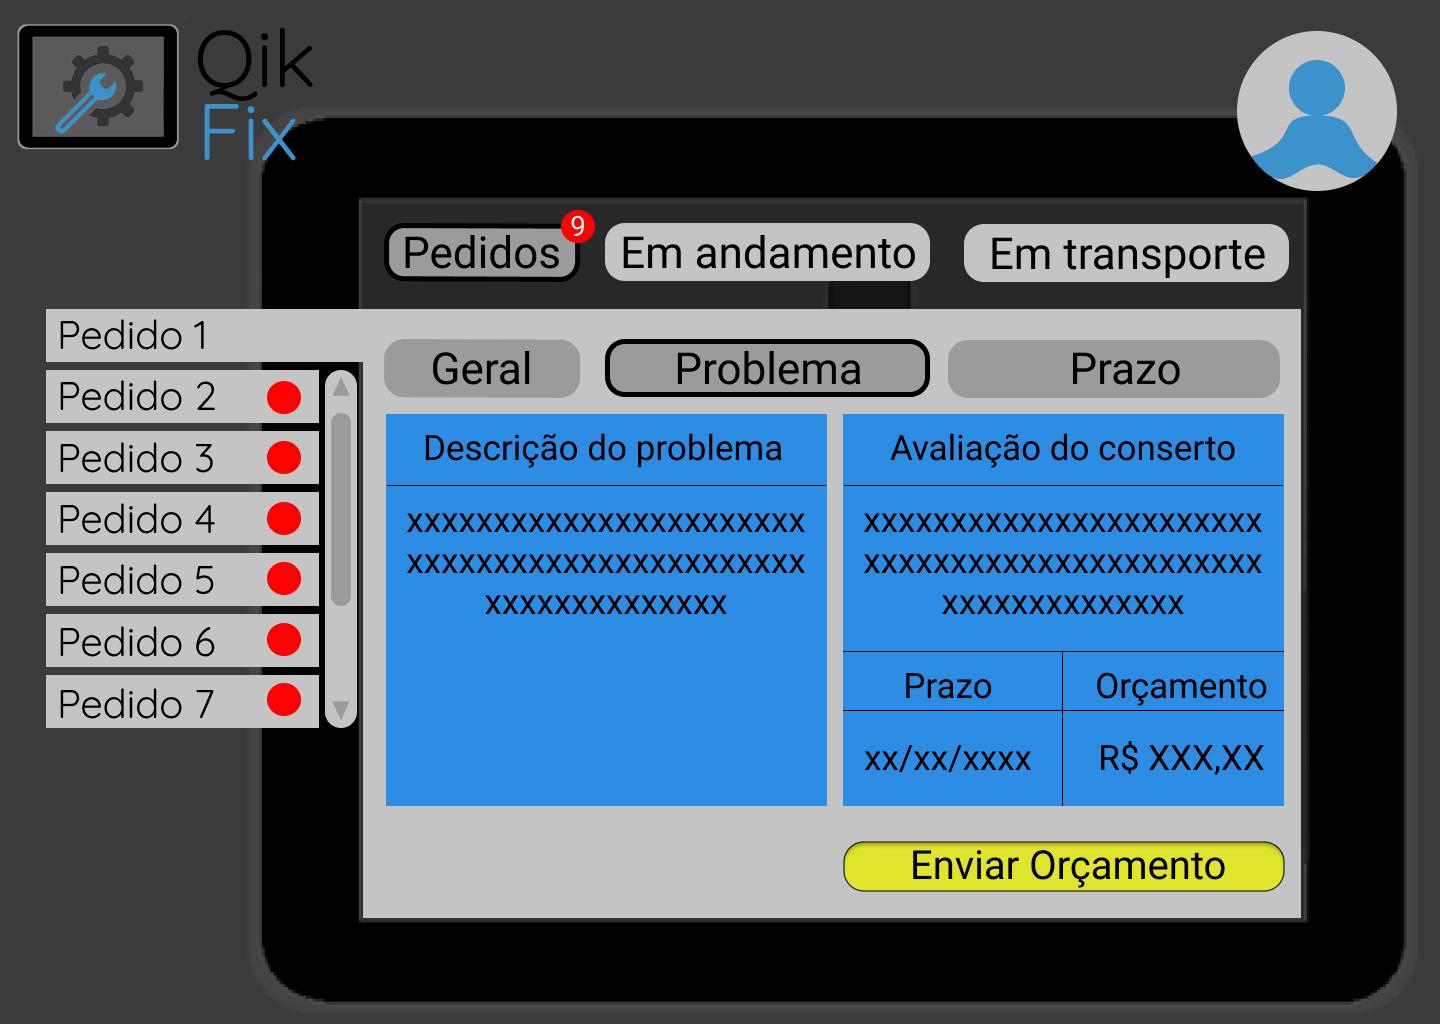 Qik
Fix
Pedidos
9
Em andamento
Em transporte
Pedido 1
Pedido 2
Pedido 3
Pedido 4
Pedido 5
Pedido 6
Pedido 7
Geral
Problema
Prazo
Descrição do problema
xxxxxxxxxxxxxxxxxxxxxxx
xxxxxxxxxxxxxxxxxxxxxxx
xxxxxxxxxxxxxx
Avaliação do conserto
xxxxxxxxxxxxxxxxxxxxxxx
xxxxxxxxxxxxxxxxxxxxxxx
xxxxxxxxxxxxxx
Prazo
Orçamento
xx/xx/xxxx
R$ XXX,XX
Enviar Orçamento